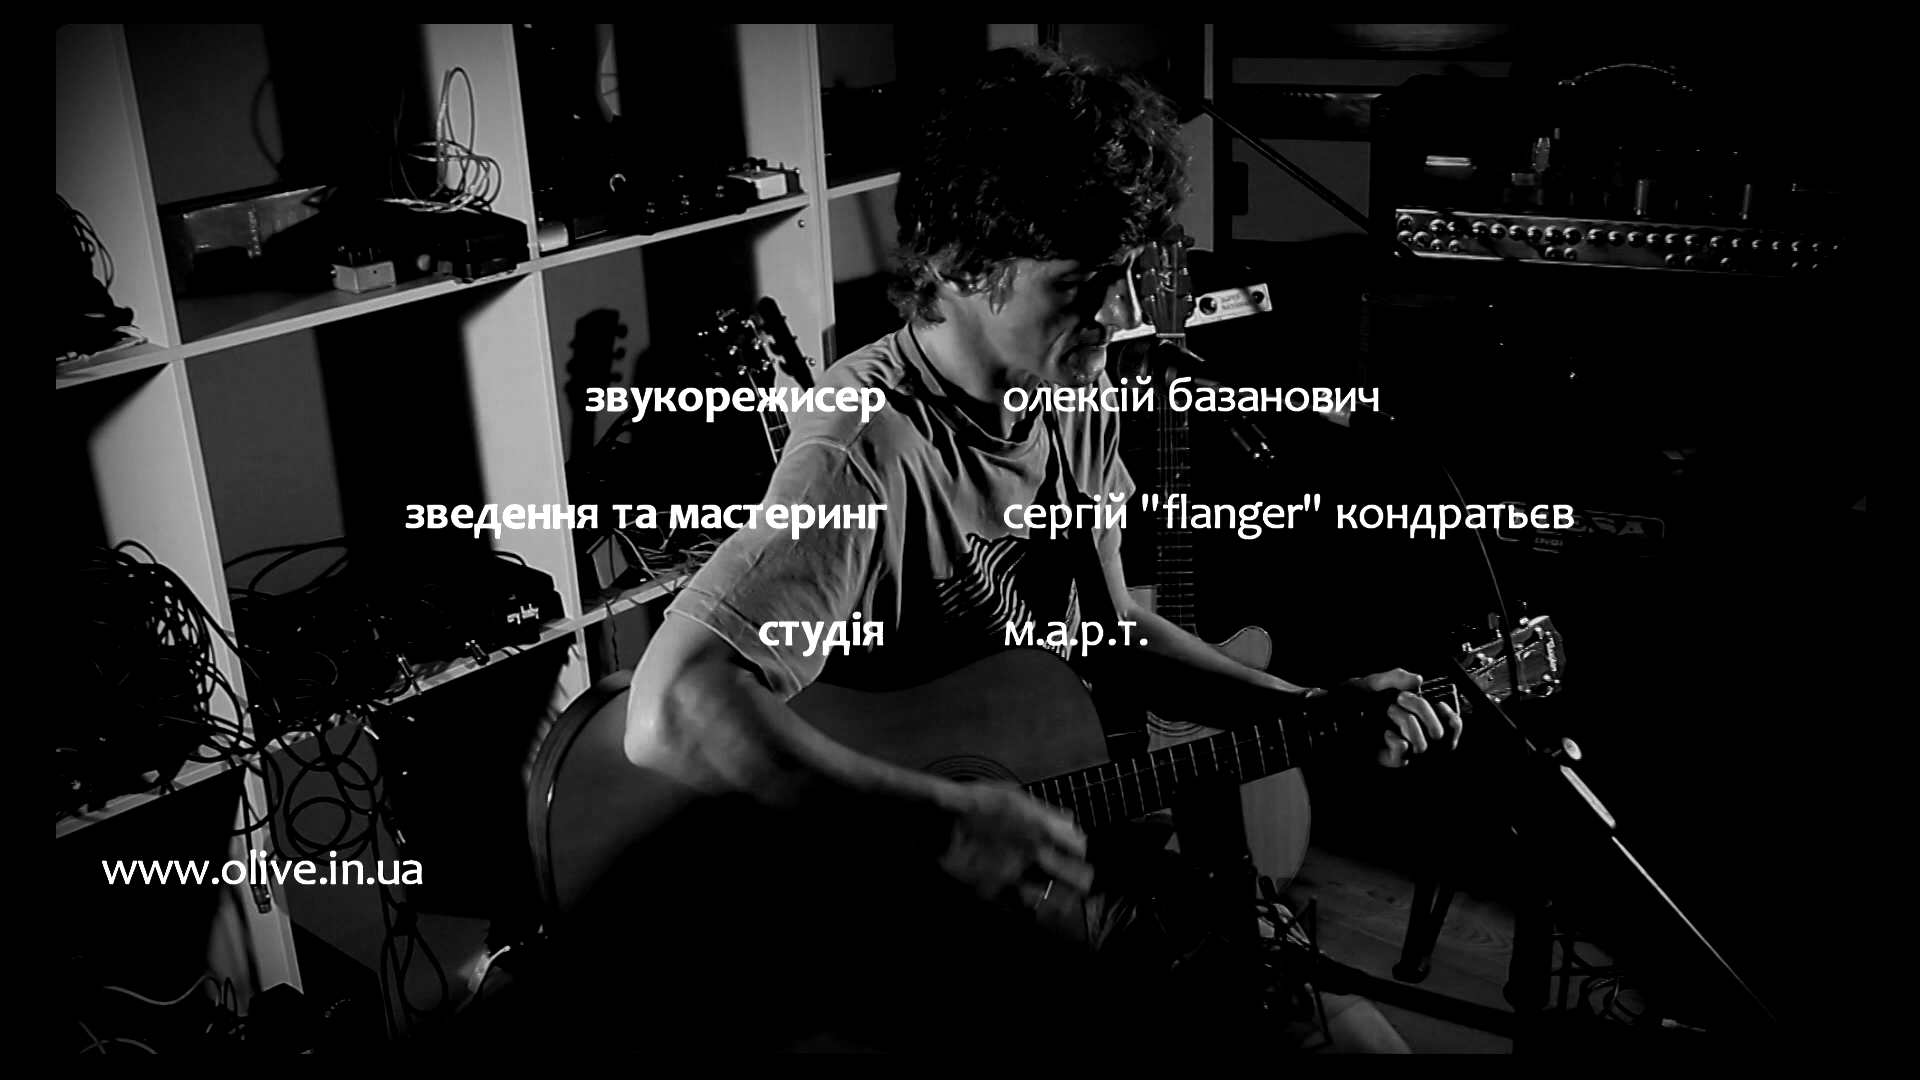 звукорежисер олексій базанович
зведення та мастеринг сергій "flanger" кондратьєв
студія м.а.р.т.
www.olive.in.ua